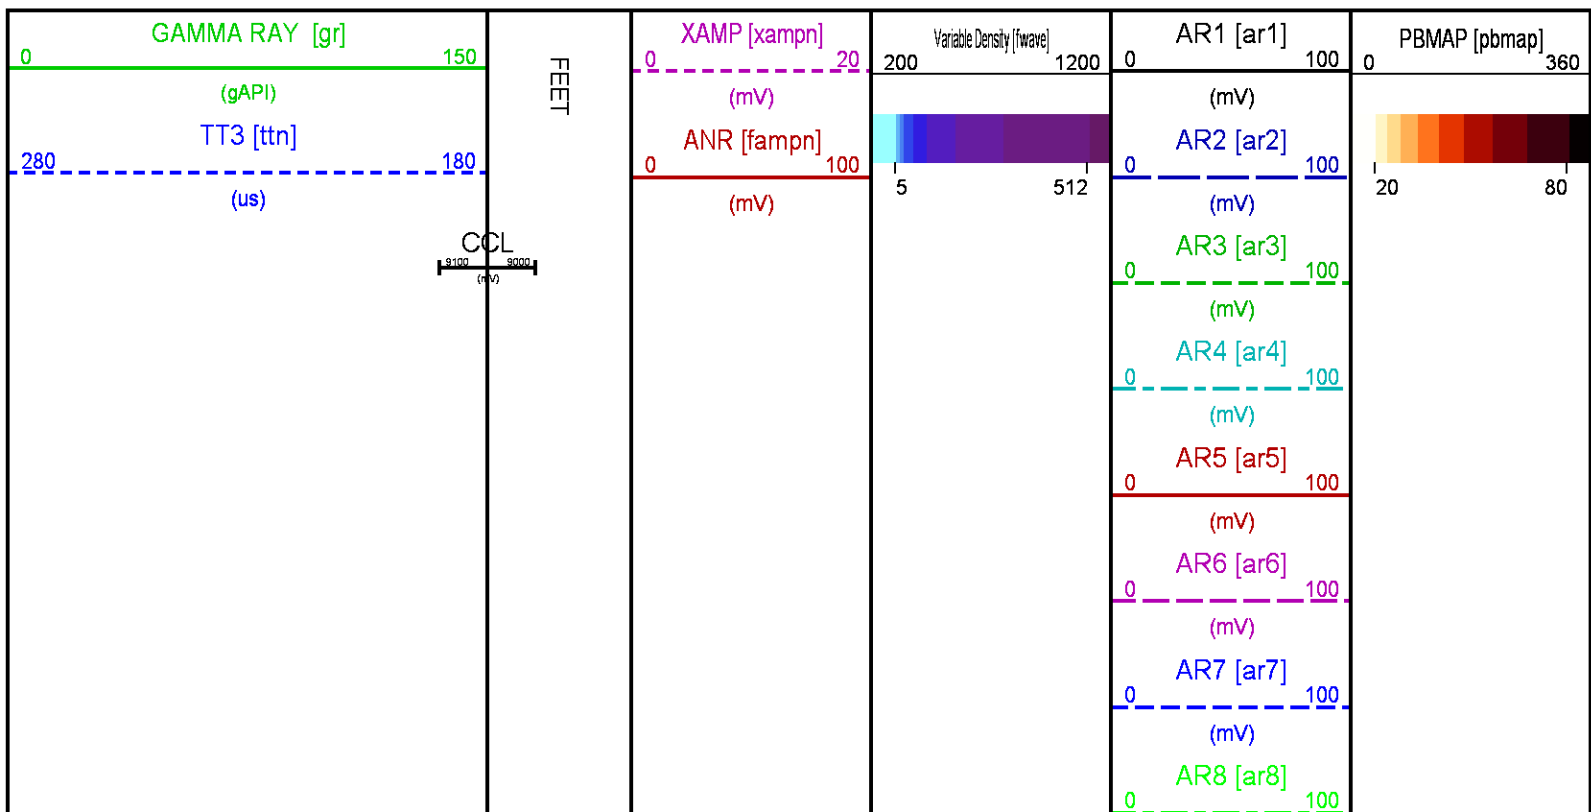 GAMMA RAY [gr]
0 150
(gAPI)
TT3 [ttn]
280 180
(us)
CCL
9100 9000
(mV)
FEET
XAMP [xampn]
0 20
(mV)
ANR [fampn]
0 100
(mV)
Variable Density [fwave]
200 1200
5 512
AR1 [ar1]
0 100
(mV)
AR2 [ar2]
0 100
(mV)
AR3 [ar3]
0 100
(mV)
AR4 [ar4]
0 100
(mV)
AR5 [ar5]
0 100
(mV)
AR6 [ar6]
0 100
(mV)
AR7 [ar7]
0 100
(mV)
AR8 [ar8]
0 100
PBMAP [pbmap]
0 360
20 80